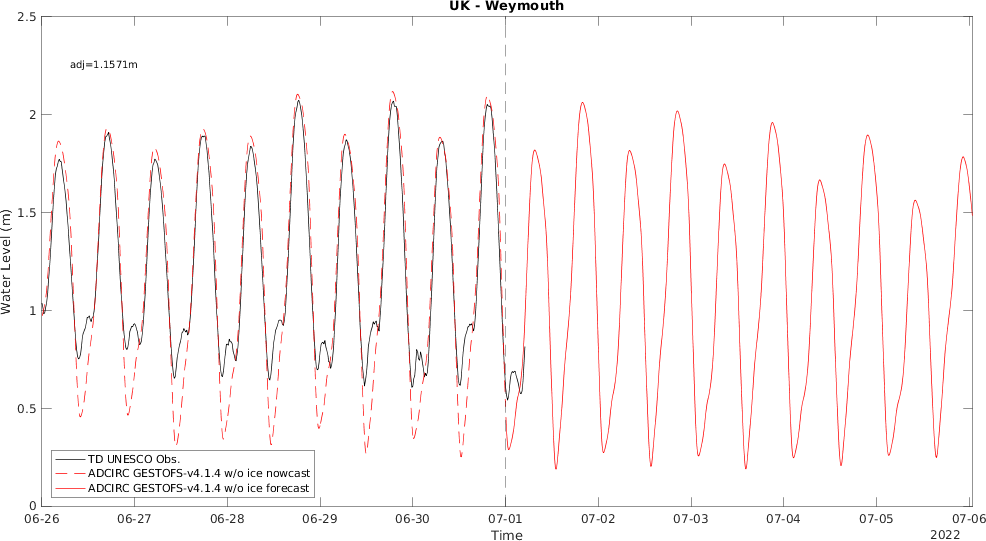 UK - Weymouth
2.5
adj=1.1571m
2
1.5
Water Level (m)
1
0.5
TD UNESCO Obs.
ADCIRC GESTOFS-v4.1.4 w/o ice nowcast
ADCIRC GESTOFS-v4.1.4 w/o ice forecast
0
06-26 06-27 06-28 06-29 06-30 07-01 07-02 07-03 07-04 07-05 07-06
Time
2022